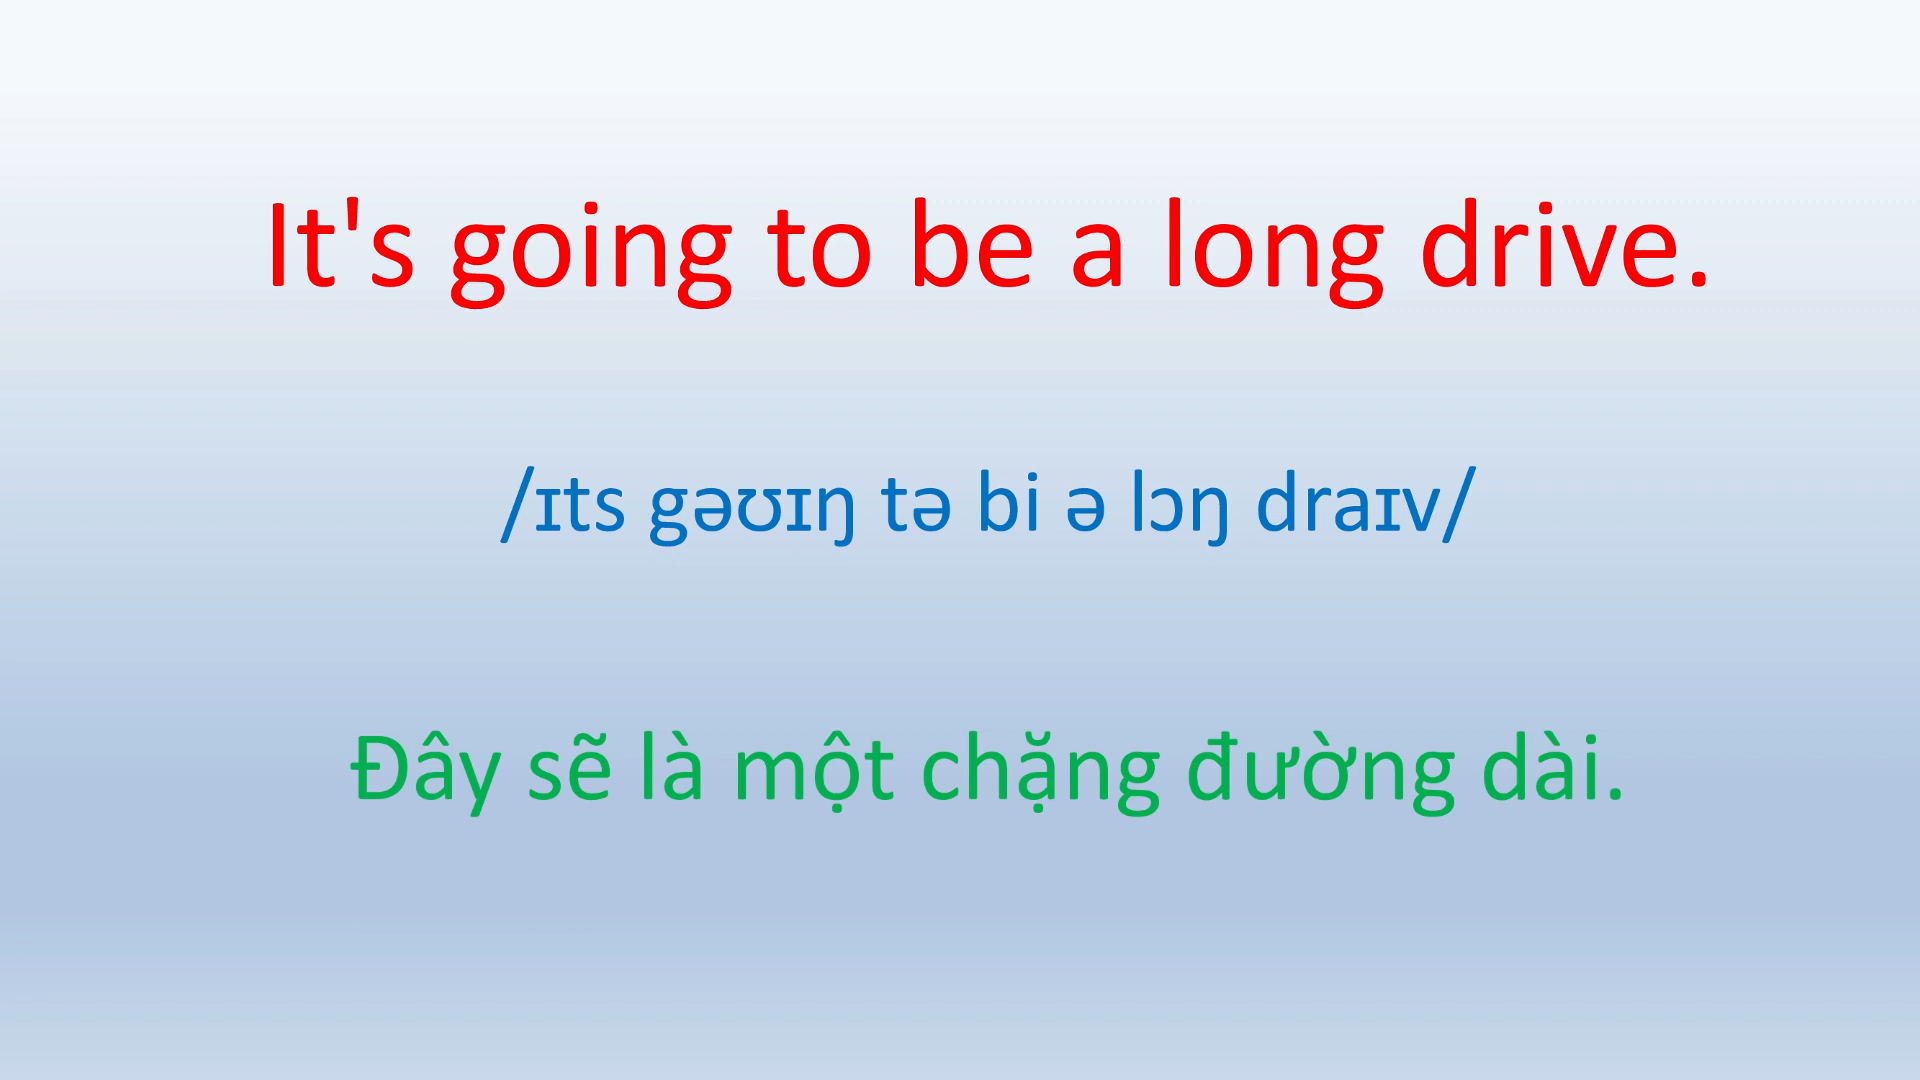 It's going to be a long drive.
/ɪts gəʊɪŋ tə bi ə lɔŋ draɪv/
Đây sẽ là một chặng đường dài.